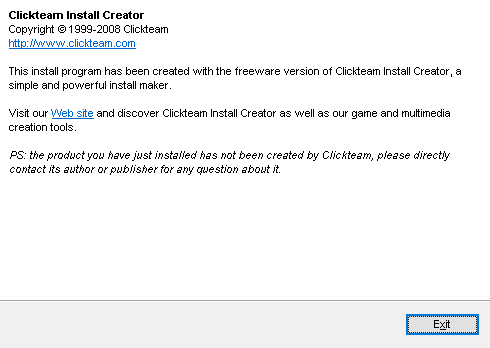 Clickteam Install Creator
Copyright © 1999-2008 Clickteam
http://www.clickteam.com
This install program has been created with the freeware version of Clickteam Install Creator, a
simple and powerful install maker.
Visit our Web site and discover Clickteam Install Creator as well as our game and multimedia
creation tools.
PS: the product you have just installed has not been created by Clickteam, please directly
contact its author or publisher for any question about it.
Exit